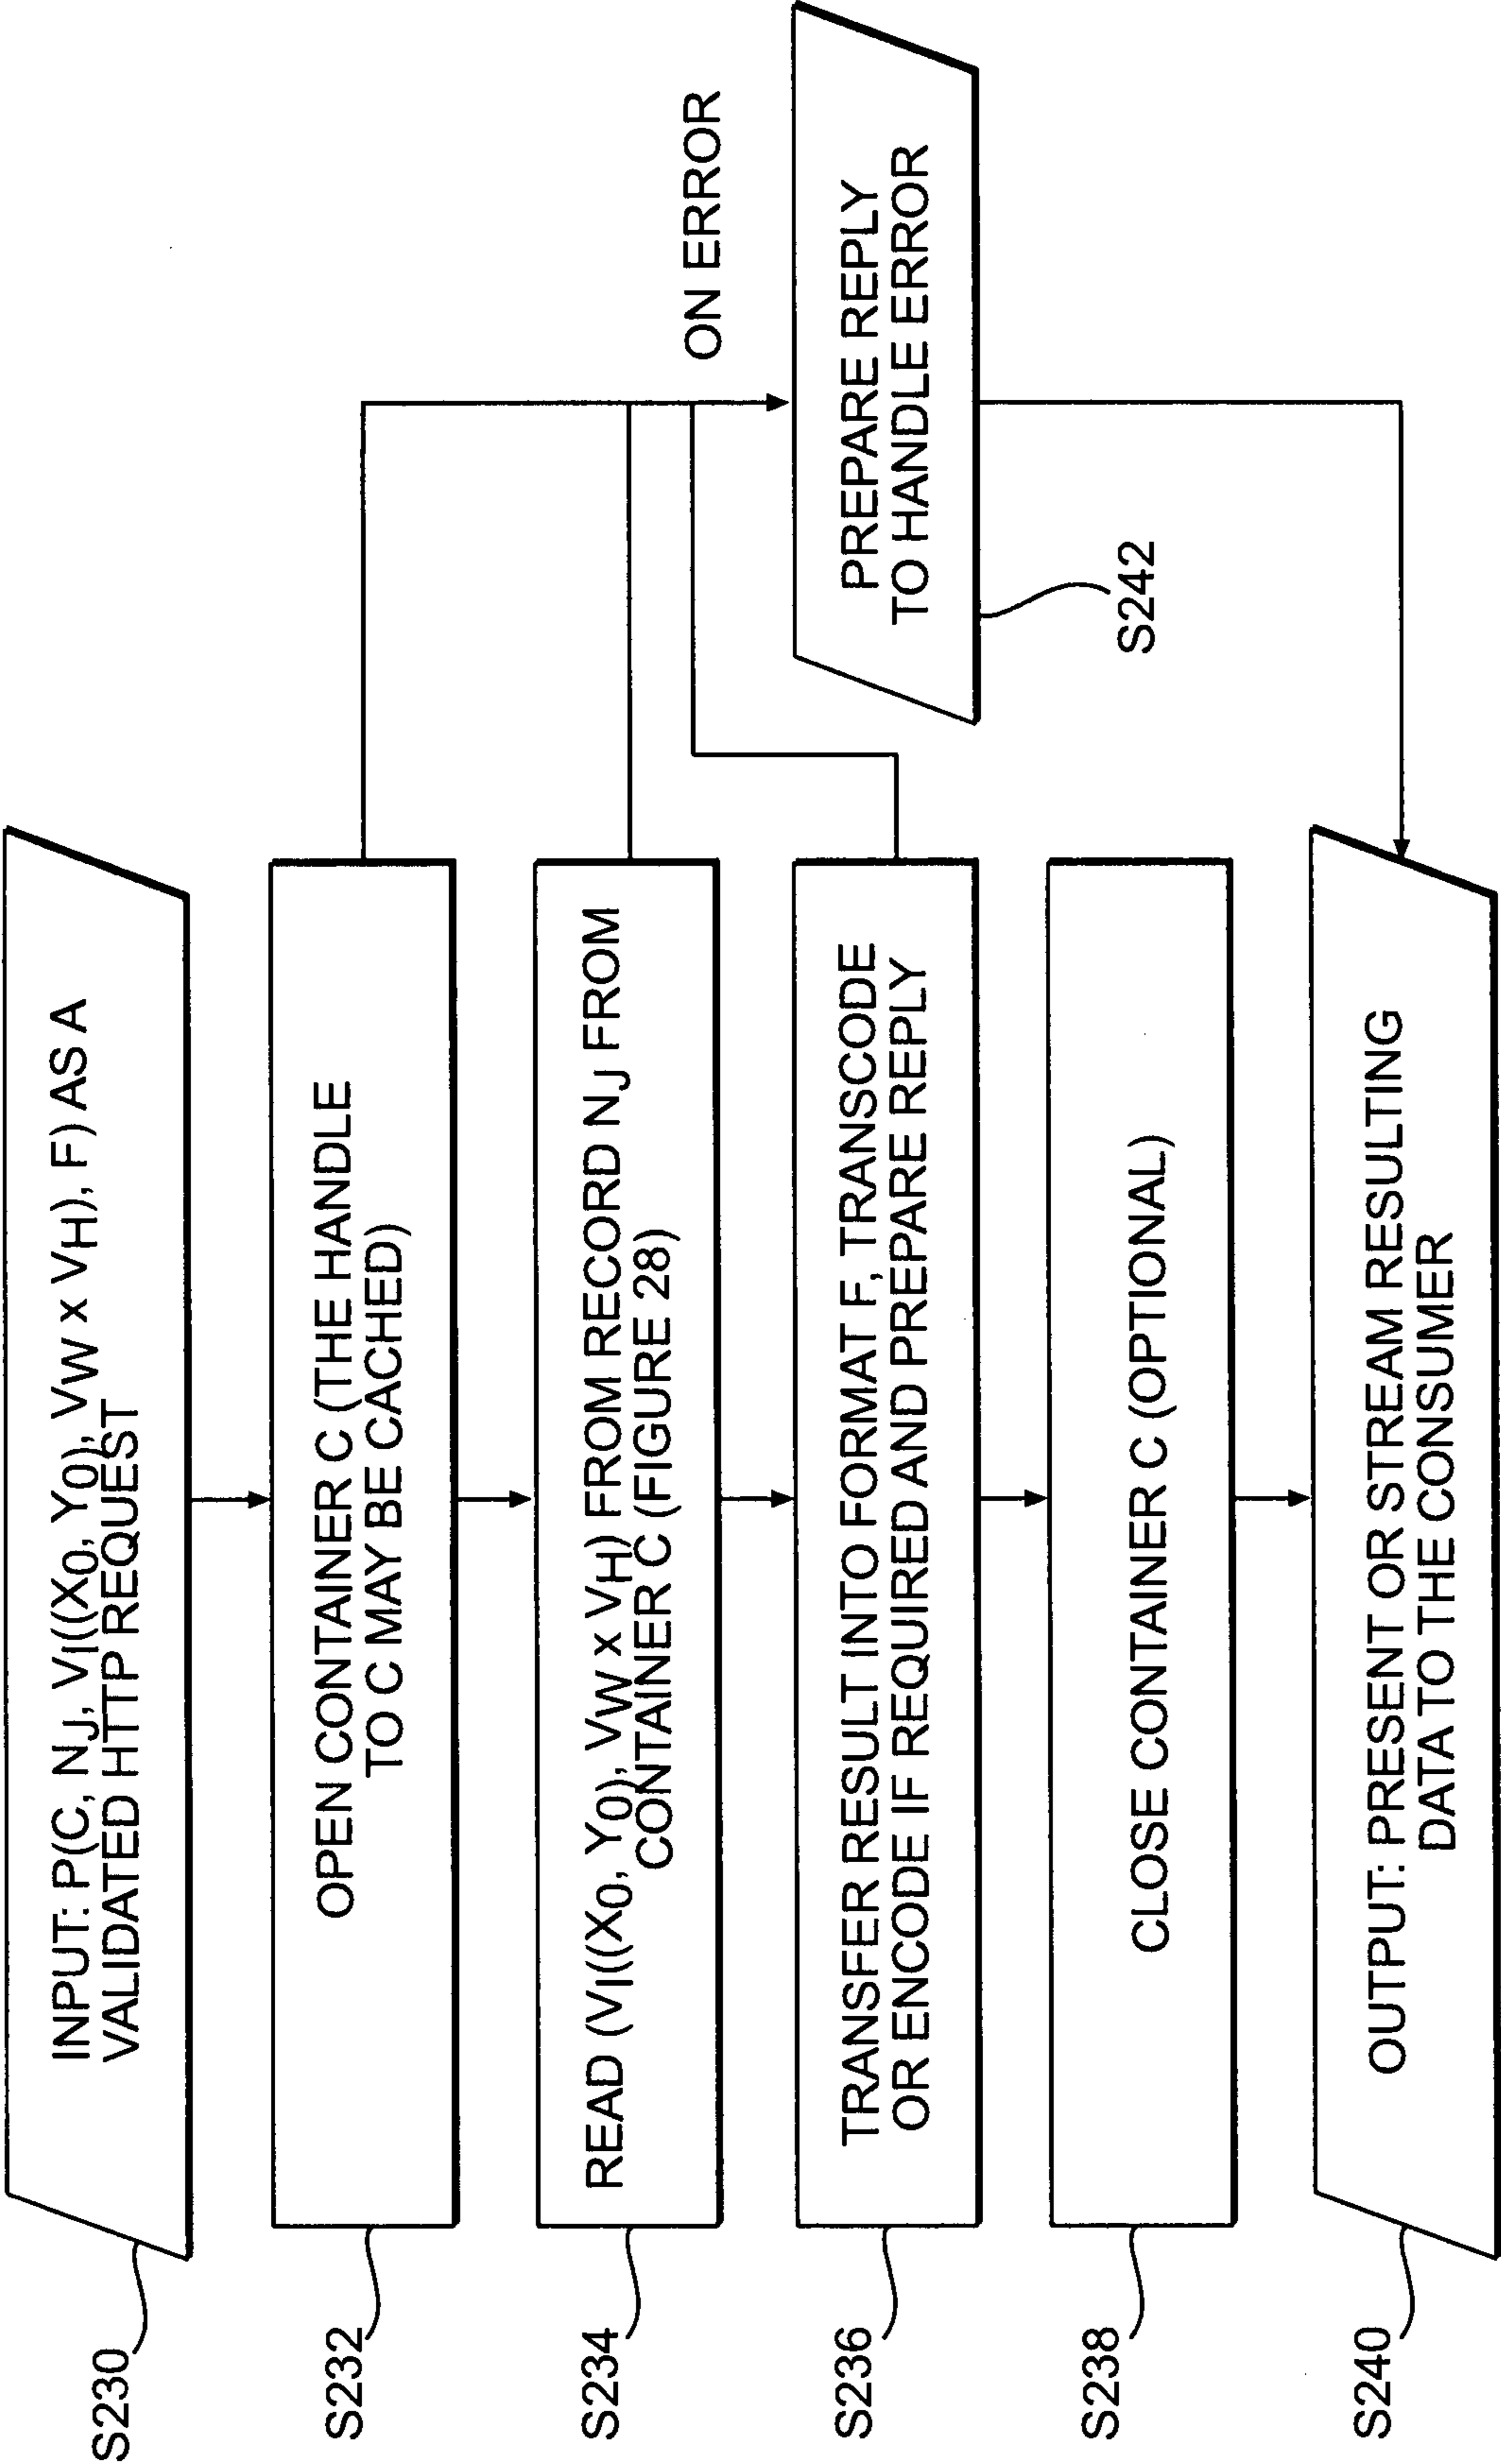 S230
INPUT: P(C, NJ, VI((X0, Y0), VW x VH), F) AS A
VALIDATED HTTP REQUEST
S232
OPEN CONTAINER C (THE HANDLE
TO C MAY BE CACHED)
S234
READ (VI((X0, Y0), VW x VH) FROM RECORD NJ FROM
CONTAINER C (FIGURE 28)
S236
TRANSFER RESULT INTO FORMAT F, TRANSCODE
OR ENCODE IF REQUIRED AND PREPARE REPLY
S238
CLOSE CONTAINER C (OPTIONAL)
S240
OUTPUT: PRESENT OR STREAM RESULTING
DATA TO THE CONSUMER
ON ERROR
PREPARE REPLY
TO HANDLE ERROR
S242